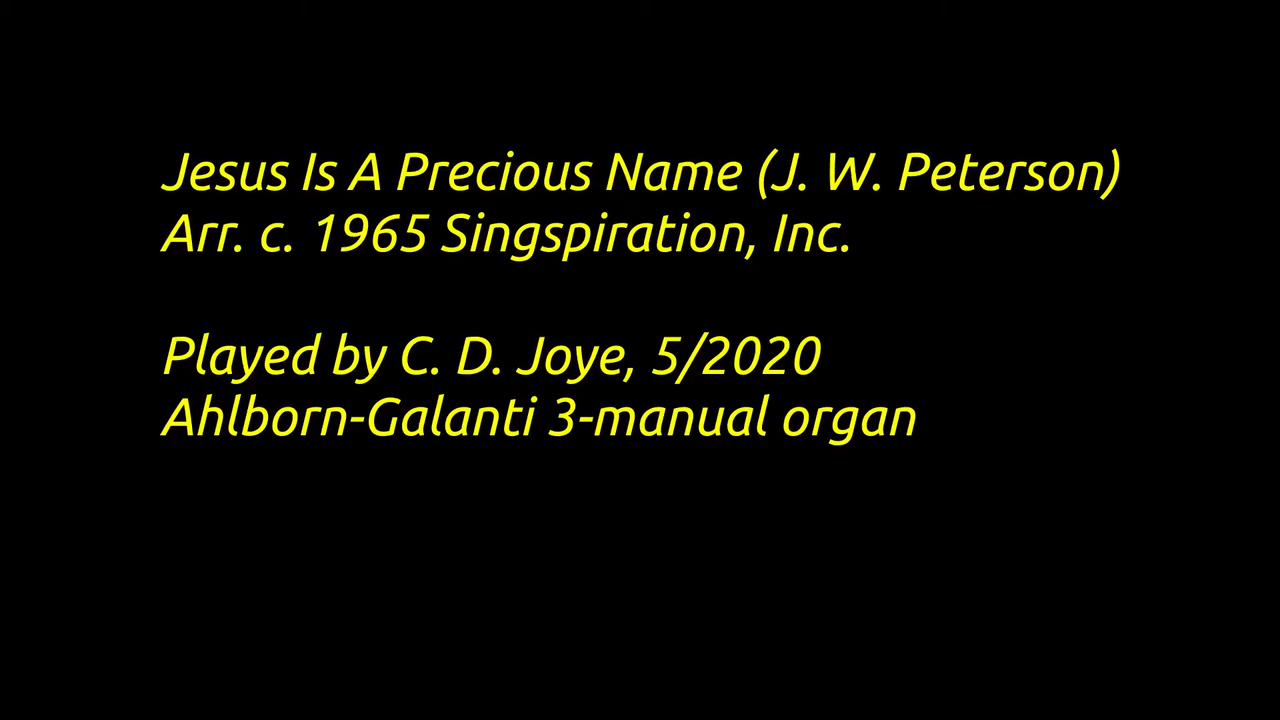 Jesus Is A Precious Name (J. W. Peterson)
Arr. c. 1965 Singspiration, Inc.
Played by C. D. Joye, 5/2020
Ahlborn-Galanti 3-manual organ